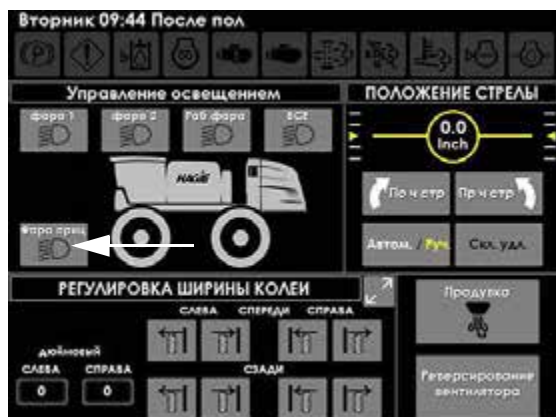 Вторник 09:44 После пол
Управление освещением
фара 1 фара 2 Раб фара ВСЕ
HAGIE
Фара приц
ПОЛОЖЕНИЕ СТРЕЛЫ
0.0
Inch
По ч стр Пр ч стр
Автом. / Руч. Скл. удл.
РЕГУЛИРОВКА ШИРИНЫ КОЛЕИ
СЛЕВА СПЕРЕДИ СПРАВА
дюймовый
СЛЕВА СПРАВА
0 0
СЗАДИ
Продувка
Реверсирование
вентилятора